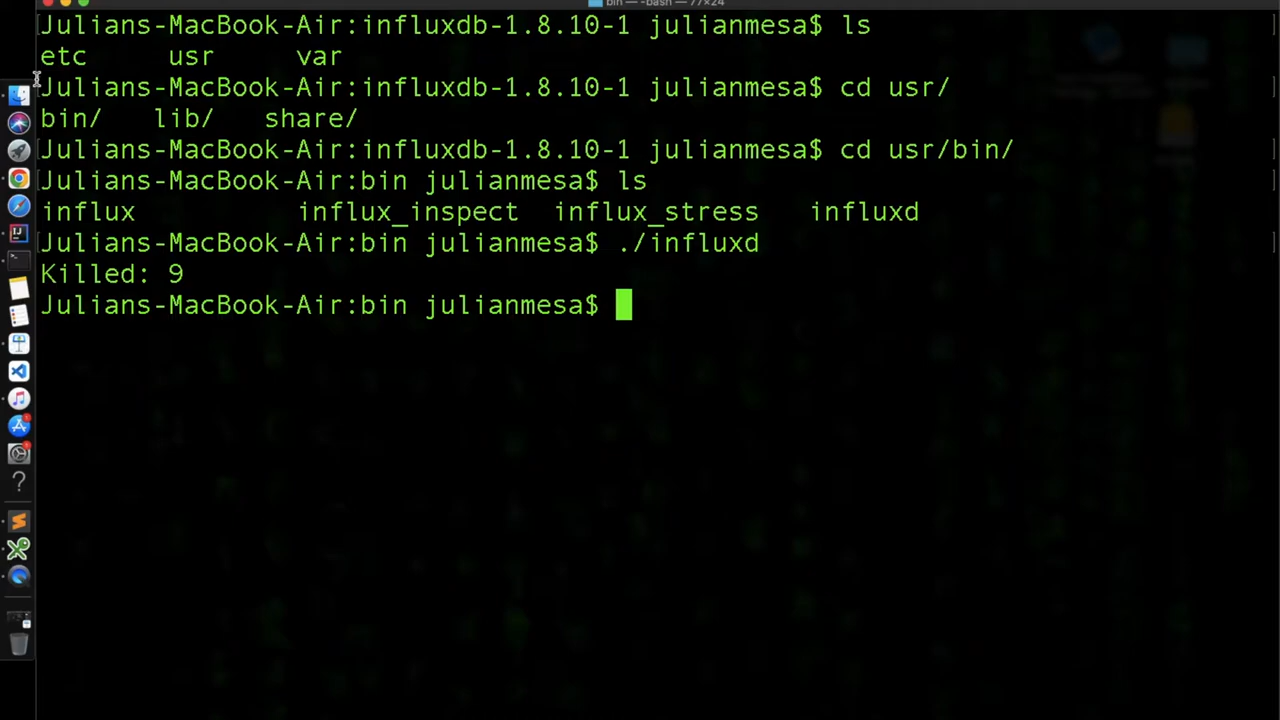 bin — -bash — 77×24
Julians-MacBook-Air:influxdb-1.8.10-1 julianmesa$ ls
etc usr var
Julians-MacBook-Air:influxdb-1.8.10-1 julianmesa$ cd usr/
bin/ lib/ share/
Julians-MacBook-Air:influxdb-1.8.10-1 julianmesa$ cd usr/bin/
Julians-MacBook-Air:bin julianmesa$ ls
influx influx_inspect influx_stress influxd
Julians-MacBook-Air:bin julianmesa$ ./influxd
Killed: 9
Julians-MacBook-Air:bin julianmesa$